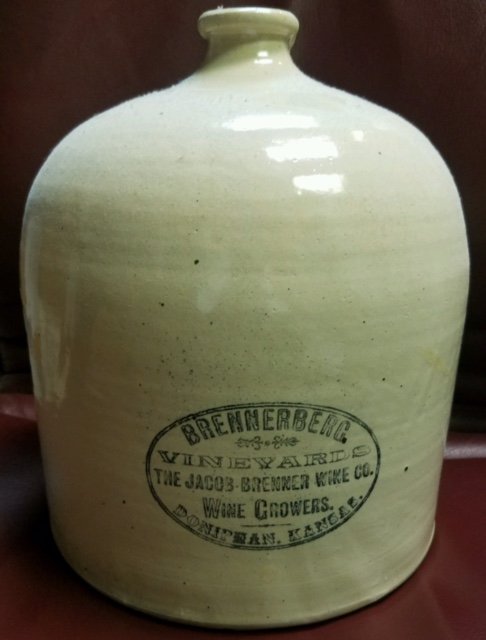 BRENNERBERG
VINEYARDS
THE JACOB-BRENNER WINE CO.
WINE GROWERS.
DONIPHAN, KANSAS.